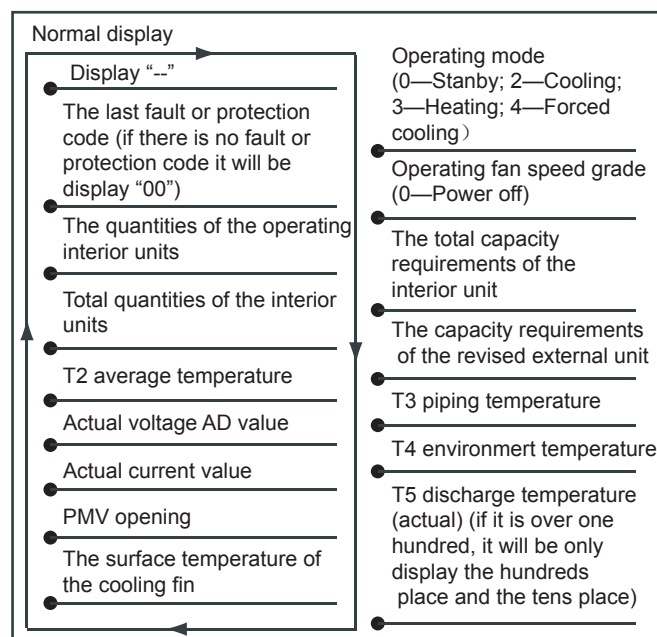 Normal display
Display “--”
The last fault or protection
code (if there is no fault or
protection code it will be
display “00”)
The quantities of the operating
interior units
Total quantities of the interior
units
T2 average temperature
Actual voltage AD value
Actual current value
PMV opening
The surface temperature of
the cooling fin
Operating mode
(0—Stanby; 2—Cooling;
3—Heating; 4—Forced
cooling）
Operating fan speed grade
(0—Power off)
The total capacity
requirements of the
interior unit
The capacity requirements
of the revised external unit
T3 piping temperature
T4 environmert temperature
T5 discharge temperature
(actual) (if it is over one
hundred, it will be only
display the hundreds
place and the tens place)